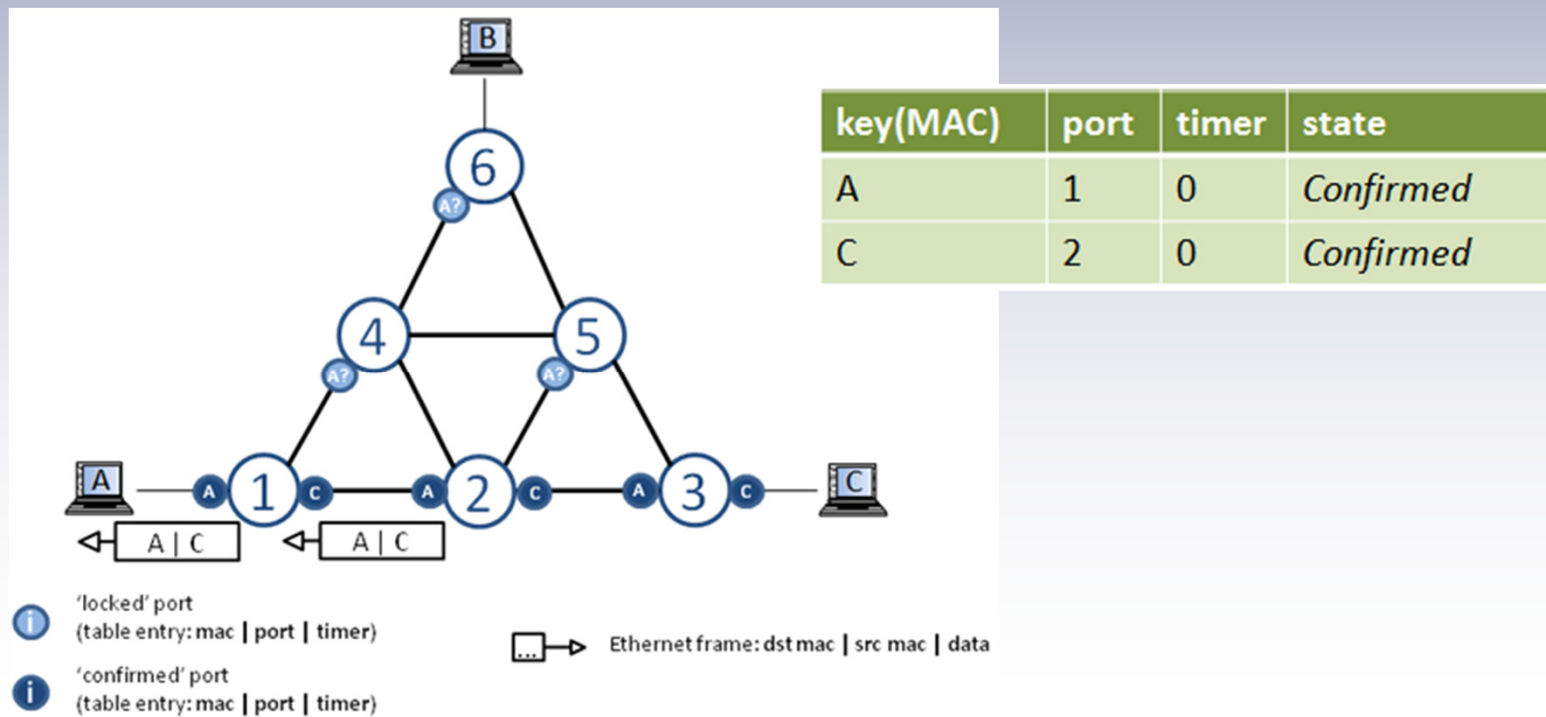 B
6
A?
4
5
A?
A?
A
A
1
C
A
2
C
A
3
C
C
A | C
A | C
key(MAC) port timer state
A 1 0 Confirmed
C 2 0 Confirmed
i
'locked' port
(table entry: mac | port | timer)
i
'confirmed' port
(table entry: mac | port | timer)
...
Ethernet frame: dst mac | src mac | data